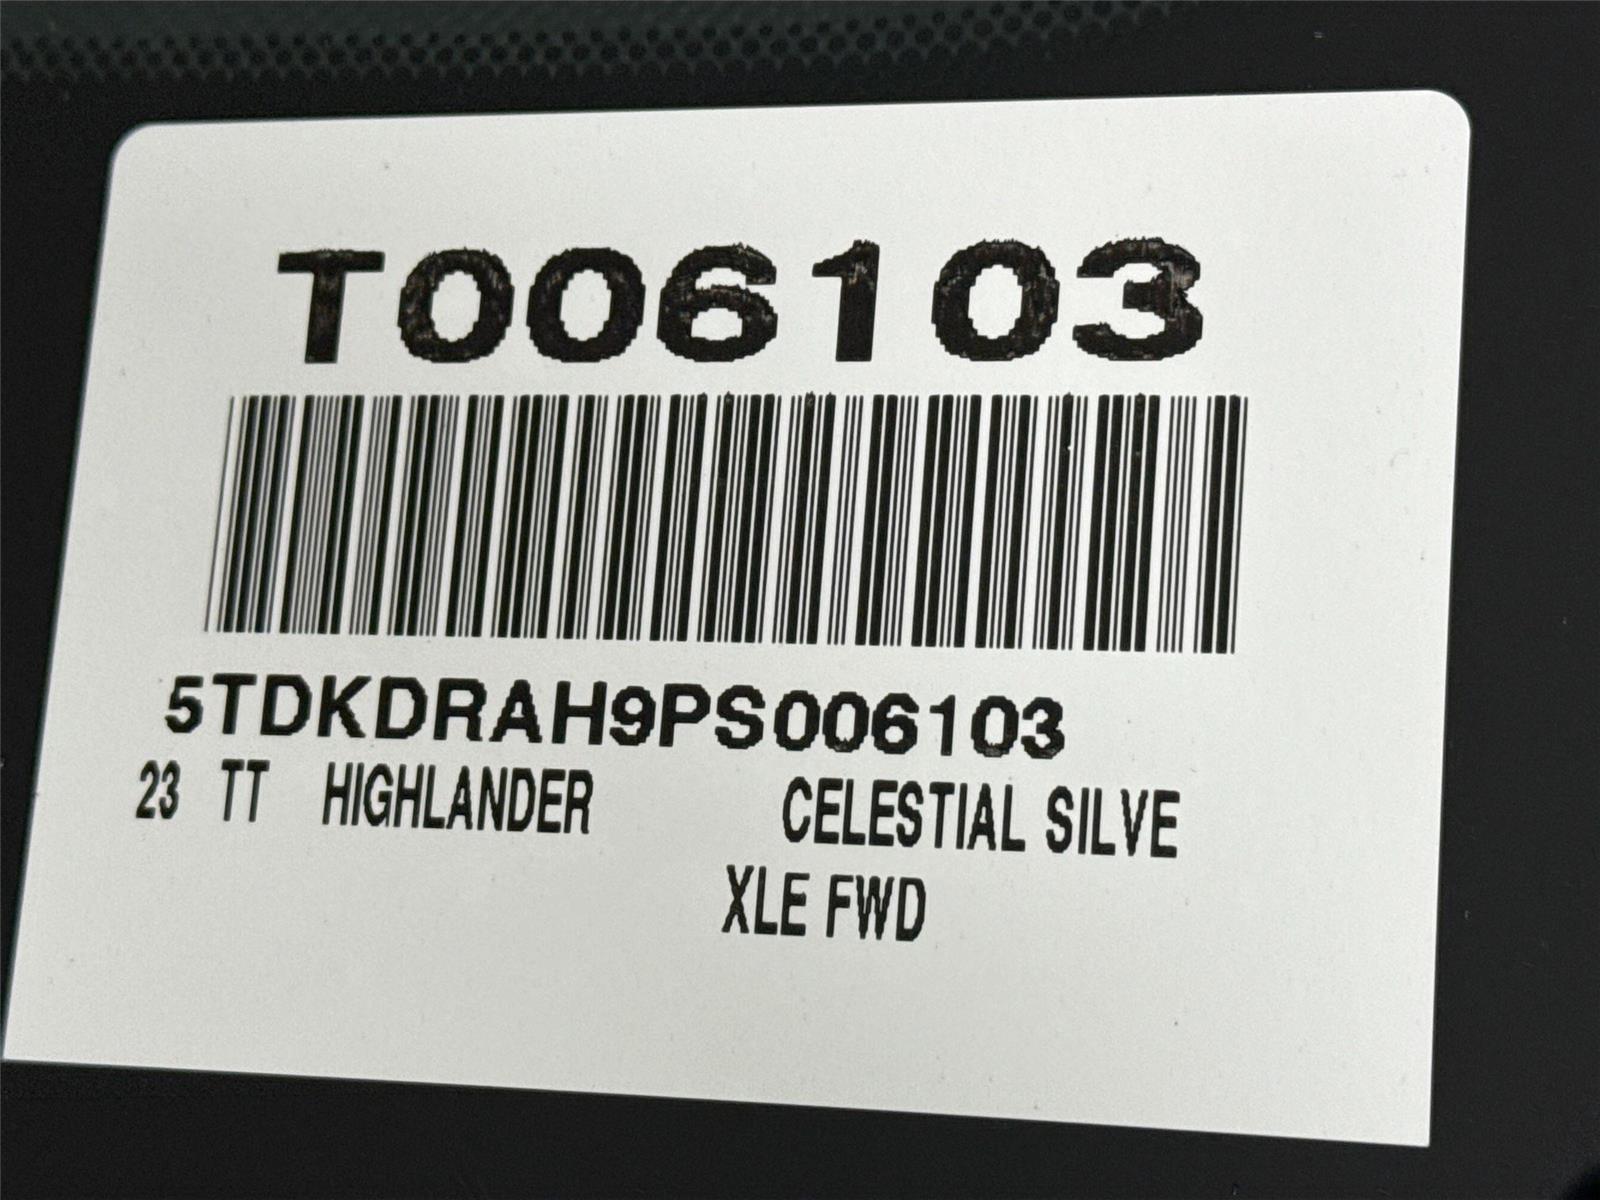 T006103
5TDKDRAH9PS006103
23 TT HIGHLANDER CELESTIAL SILVE
XLE FWD